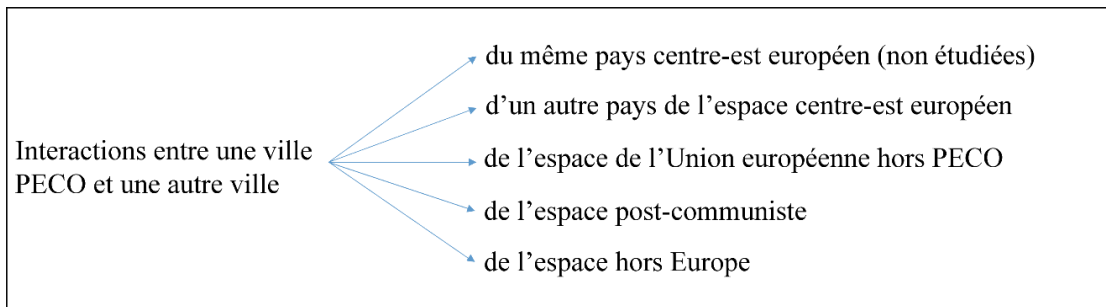 du même pays centre-est européen (non étudiées)
d’un autre pays de l’espace centre-est européen
Interactions entre une ville
PECO et une autre ville
de l’espace de l’Union européenne hors PECO
de l’espace post-communiste
de l’espace hors Europe